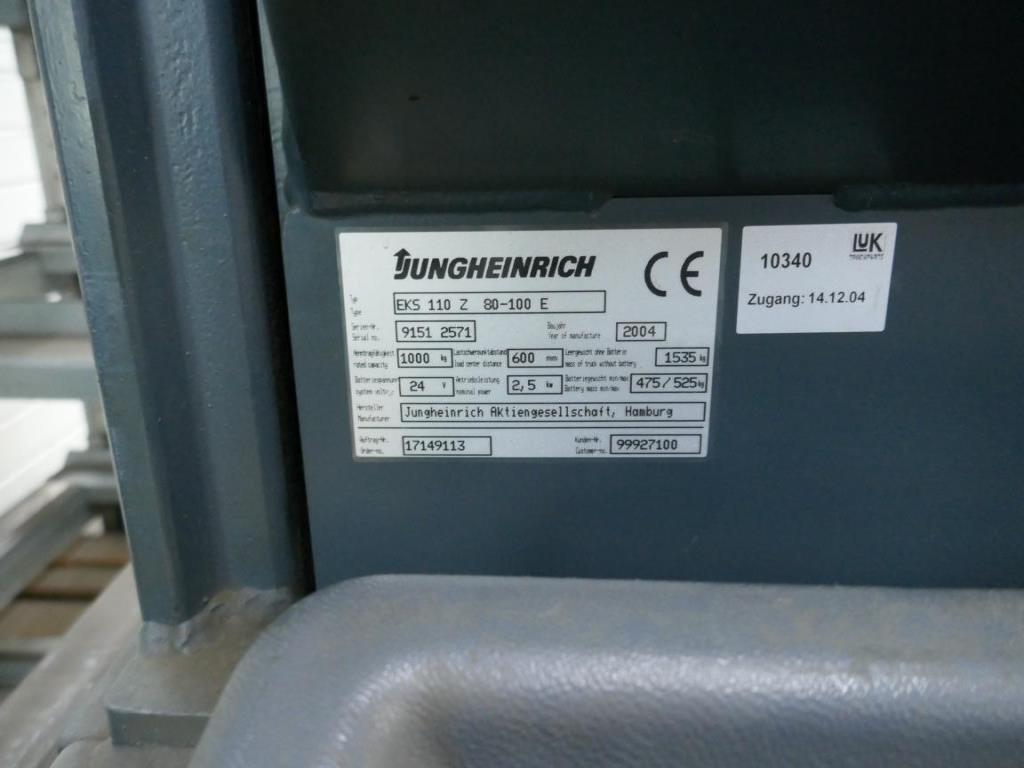 JUNGHEINRICH CE
Typ
Type EKS 110 Z 80-100 E
Serien-Nr.
Serial no. 9151 2571 Baujahr
Year of manufacture 2004
Nenntragfähigkeit
rated capacity 1000 kg Lastschwerpunktabstand
load center distance 600 mm Leergewicht ohne Batterie
mass of truck without battery 1535 kg
Batteriespannung
system voltage 24 V Antriebsleistung
nominal power 2,5 kW Batteriegewicht min/max
Battery mass min/max 475/525 kg
Hersteller
Manufacturer Jungheinrich Aktiengesellschaft, Hamburg
Auftrag-Nr.
Order-no. 17149113 Kunden-Nr.
Customer-no. 99927100
LUK
10340
Zugang: 14.12.04